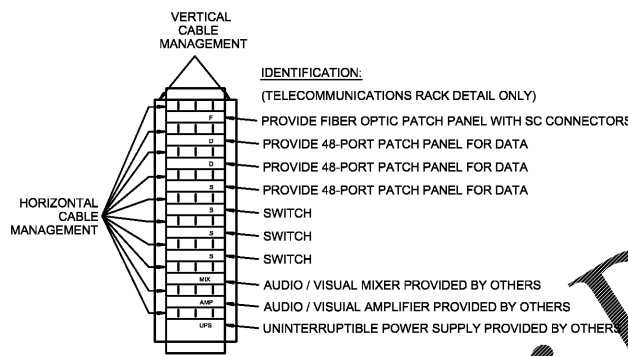 VERTICAL
CABLE
MANAGEMENT
IDENTIFICATION:
(TELECOMMUNICATIONS RACK DETAIL ONLY)
F
PROVIDE FIBER OPTIC PATCH PANEL WITH SC CONNECTORS
D
PROVIDE 48-PORT PATCH PANEL FOR DATA
D
PROVIDE 48-PORT PATCH PANEL FOR DATA
S
PROVIDE 48-PORT PATCH PANEL FOR DATA
HORIZONTAL
CABLE
MANAGEMENT
S
SWITCH
S
SWITCH
S
SWITCH
MIX
AUDIO / VISUAL MIXER PROVIDED BY OTHERS
AMP
AUDIO / VISUIAL AMPLIFIER PROVIDED BY OTHERS
UPS
UNINTERRUPTIBLE POWER SUPPLY PROVIDED BY OTHERS